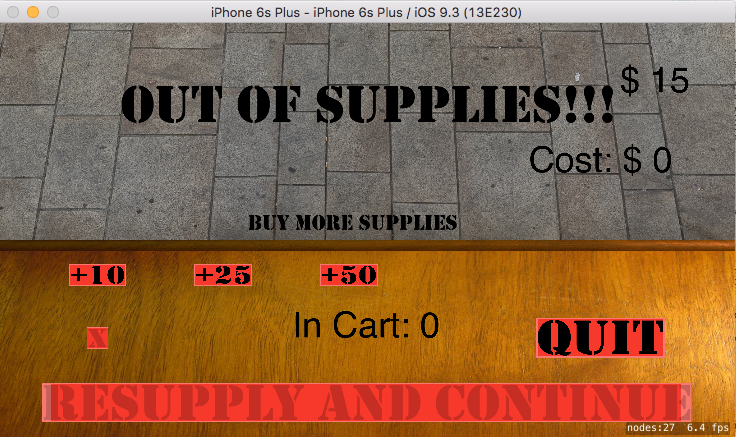 iPhone 6s Plus - iPhone 6s Plus / iOS 9.3 (13E230)
$ 15
OUT OF SUPPLIES!!!
Cost: $ 0
BUY MORE SUPPLIES
+10 +25 +50
In Cart: 0
X
QUIT
RESUPPLY AND CONTINUE
nodes:27 6.4 fps